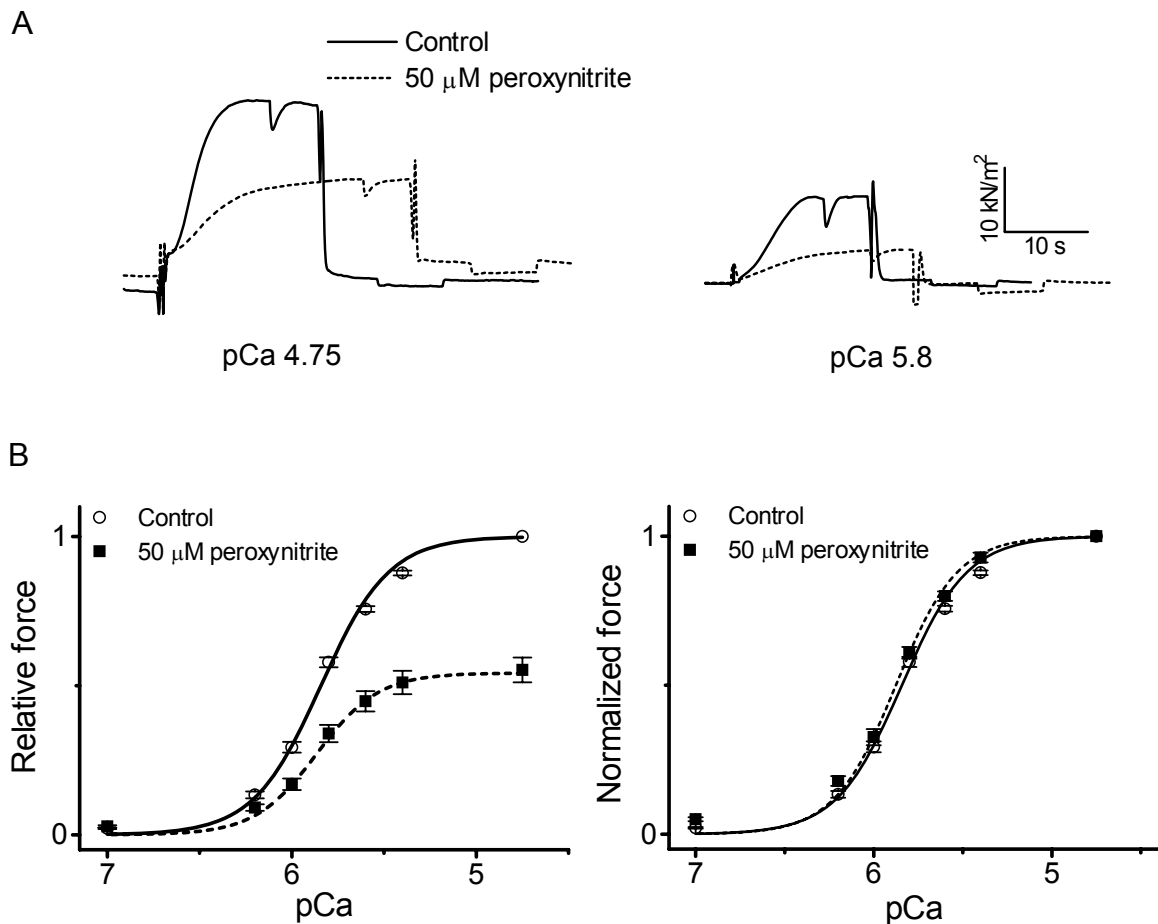 A
Control
50 μM peroxynitrite
10 kN/m²
10 s
pCa 4.75
pCa 5.8
B
Control
50 μM peroxynitrite
Relative force
1
0
7
6
5
pCa
Control
50 μM peroxynitrite
Normalized force
1
0
7
6
5
pCa